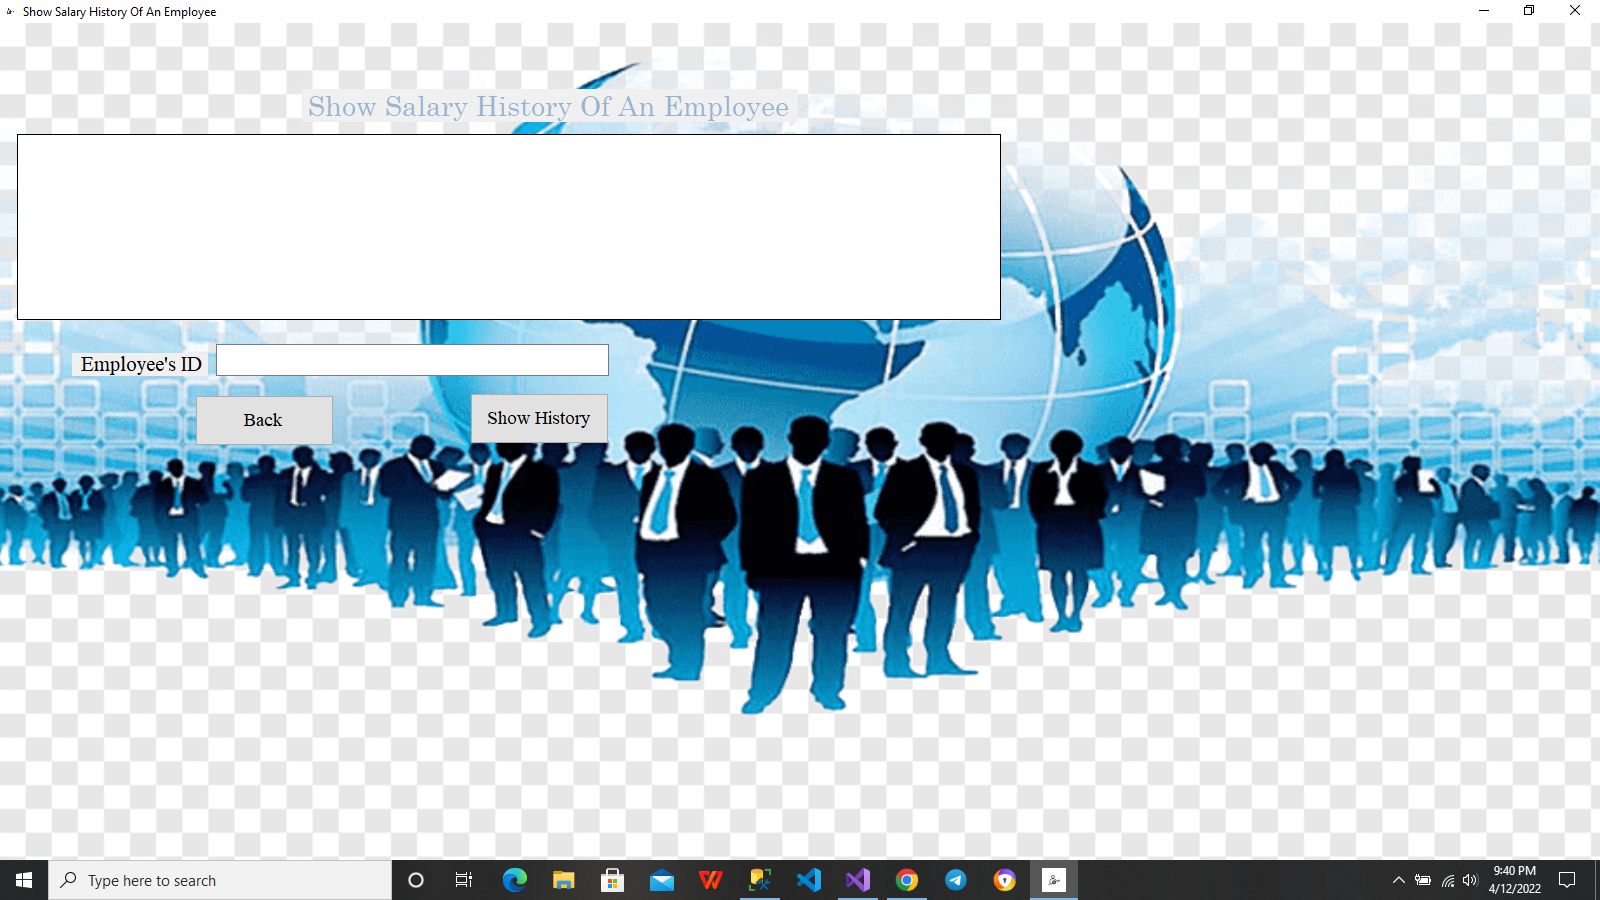 Show Salary History Of An Employee
Show Salary History Of An Employee
Employee's ID
Back
Show History
Type here to search
9:40 PM
4/12/2022